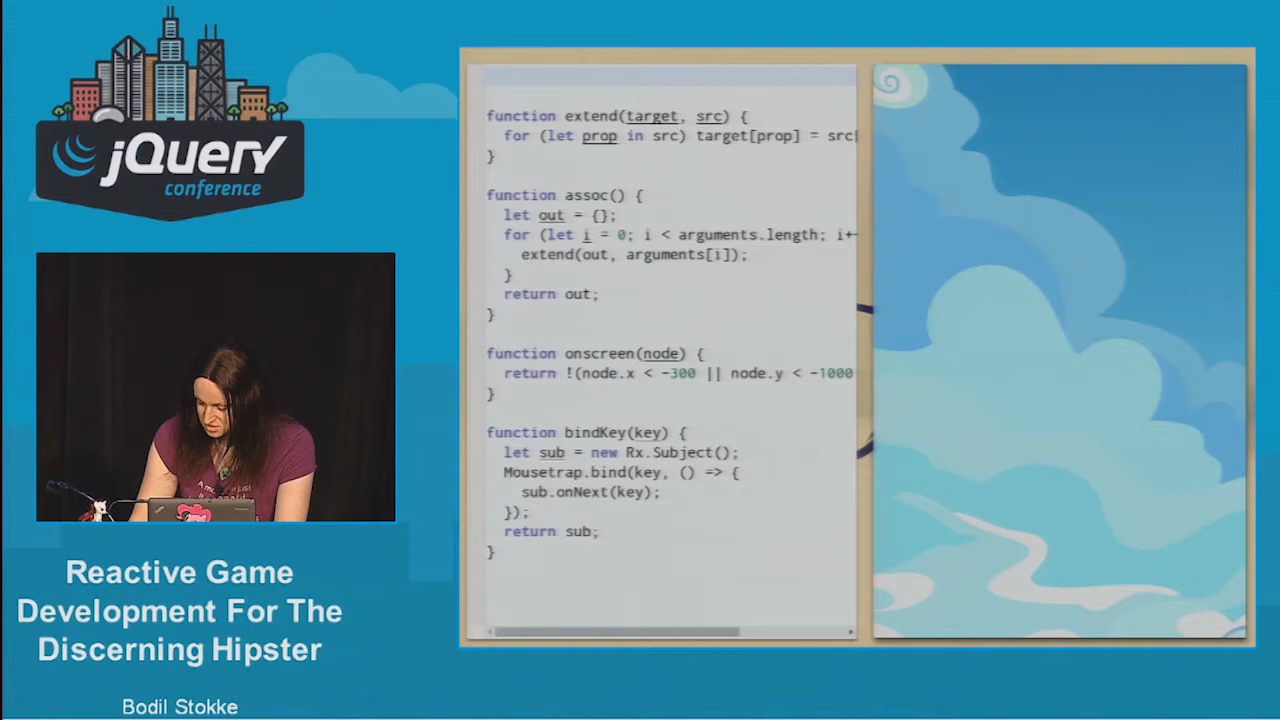 jQuery
conference
Reactive Game
Development For The
Discerning Hipster
Bodil Stokke
function extend(target, src) {
for (let prop in src) target[prop] = src[
}
function assoc() {
let out = {};
for (let i = 0; i < arguments.length; i++
extend(out, arguments[i]);
}
return out;
}
function onscreen(node) {
return !(node.x < -300 || node.y < -1000
}
function bindKey(key) {
let sub = new Rx.Subject();
Mousetrap.bind(key, () => {
sub.onNext(key);
});
return sub;
}